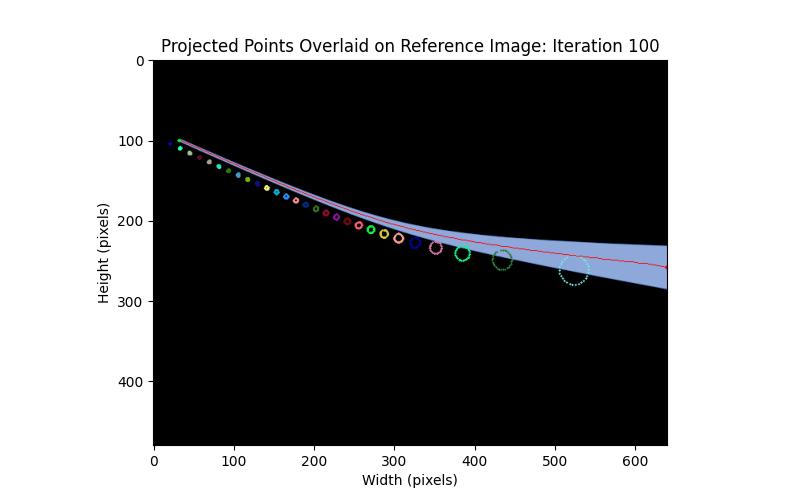 Projected Points Overlaid on Reference Image: Iteration 100
0
100
200
300
400
Height (pixels)
0 100 200 300 400 500 600
Width (pixels)